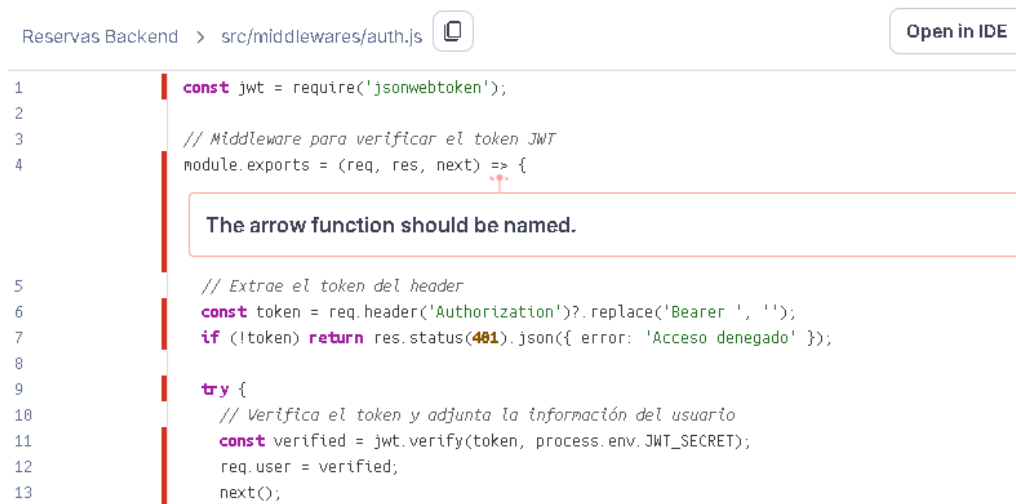 Reservas Backend > src/middlewares/auth.js
Open in IDE
1 const jwt = require('jsonwebtoken');
2
3 // Middleware para verificar el token JWT
4 module.exports = (req, res, next) => {
The arrow function should be named.
5 // Extrae el token del header
6 const token = req.header('Authorization')?.replace('Bearer ', '');
7 if (!token) return res.status(401).json({ error: 'Acceso denegado' });
8
9 try {
10 // Verifica el token y adjunta la información del usuario
11 const verified = jwt.verify(token, process.env.JWT_SECRET);
12 req.user = verified;
13 next();